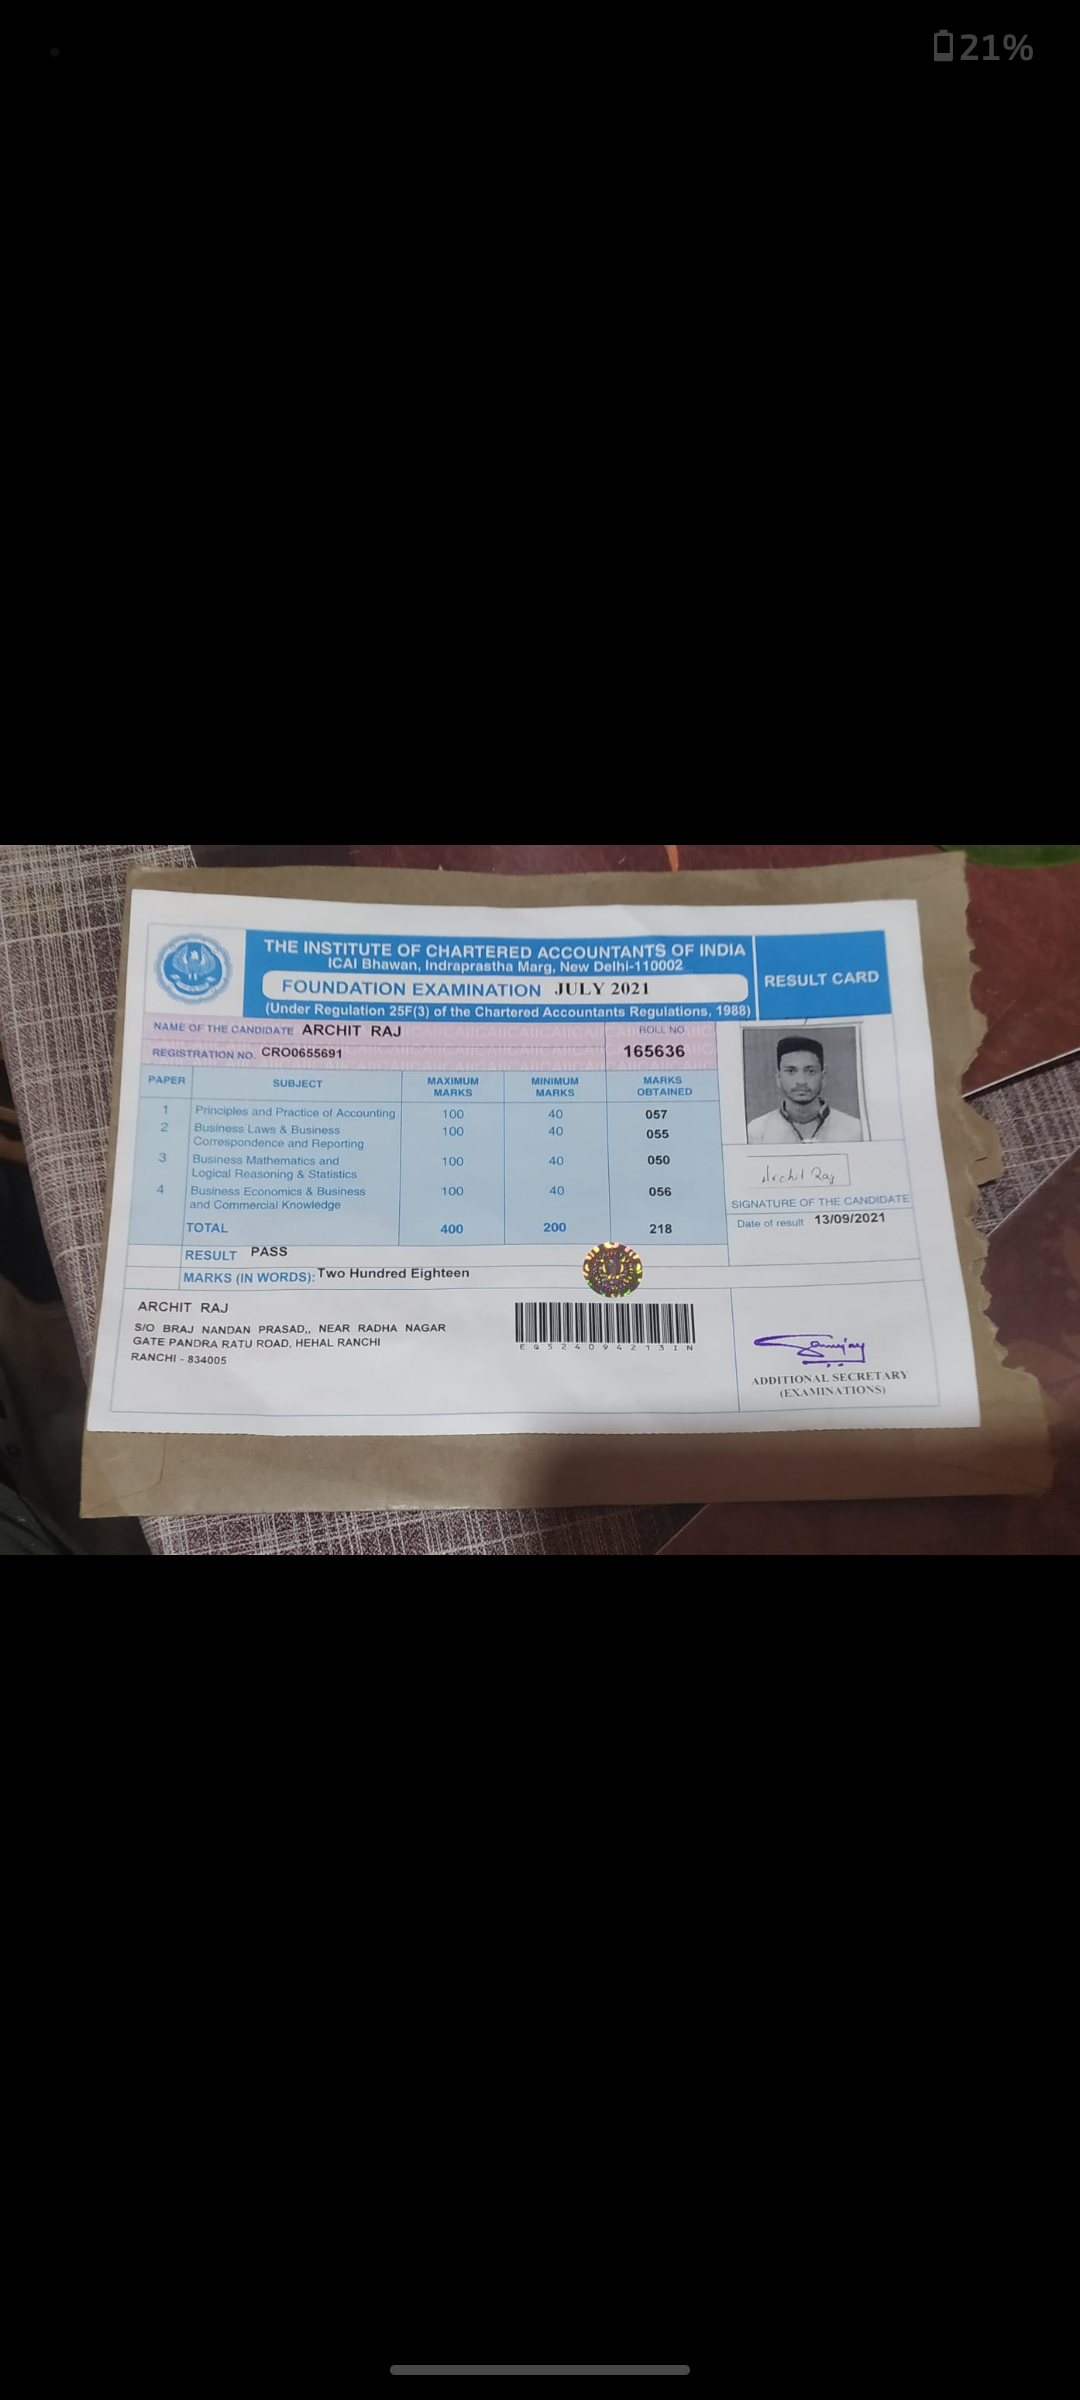 21%
THE INSTITUTE OF CHARTERED ACCOUNTANTS OF INDIA
ICAI Bhawan, Indraprastha Marg, New Delhi-110002
FOUNDATION EXAMINATION JULY 2021
(Under Regulation 25F(3) of the Chartered Accountants Regulations, 1988)
RESULT CARD
NAME OF THE CANDIDATE ARCHIT RAJ
REGISTRATION NO. CRO0655691
ROLL NO.
165636
PAPER SUBJECT MAXIMUM MARKS MINIMUM MARKS MARKS OBTAINED
1 Principles and Practice of Accounting 100 40 057
2 Business Laws & Business 100 40 055
Correspondence and Reporting
3 Business Mathematics and 100 40 050
Logical Reasoning & Statistics
4 Business Economics & Business 100 40 056
and Commercial Knowledge
TOTAL 400 200 218
RESULT PASS
MARKS (IN WORDS): Two Hundred Eighteen
Archit Raj
SIGNATURE OF THE CANDIDATE
Date of result 13/09/2021
ARCHIT RAJ
S/O BRAJ NANDAN PRASAD,, NEAR RADHA NAGAR
GATE PANDRA RATU ROAD, HEHAL RANCHI
RANCHI - 834005
EQ524094213IN
ADDITIONAL SECRETARY
(EXAMINATIONS)